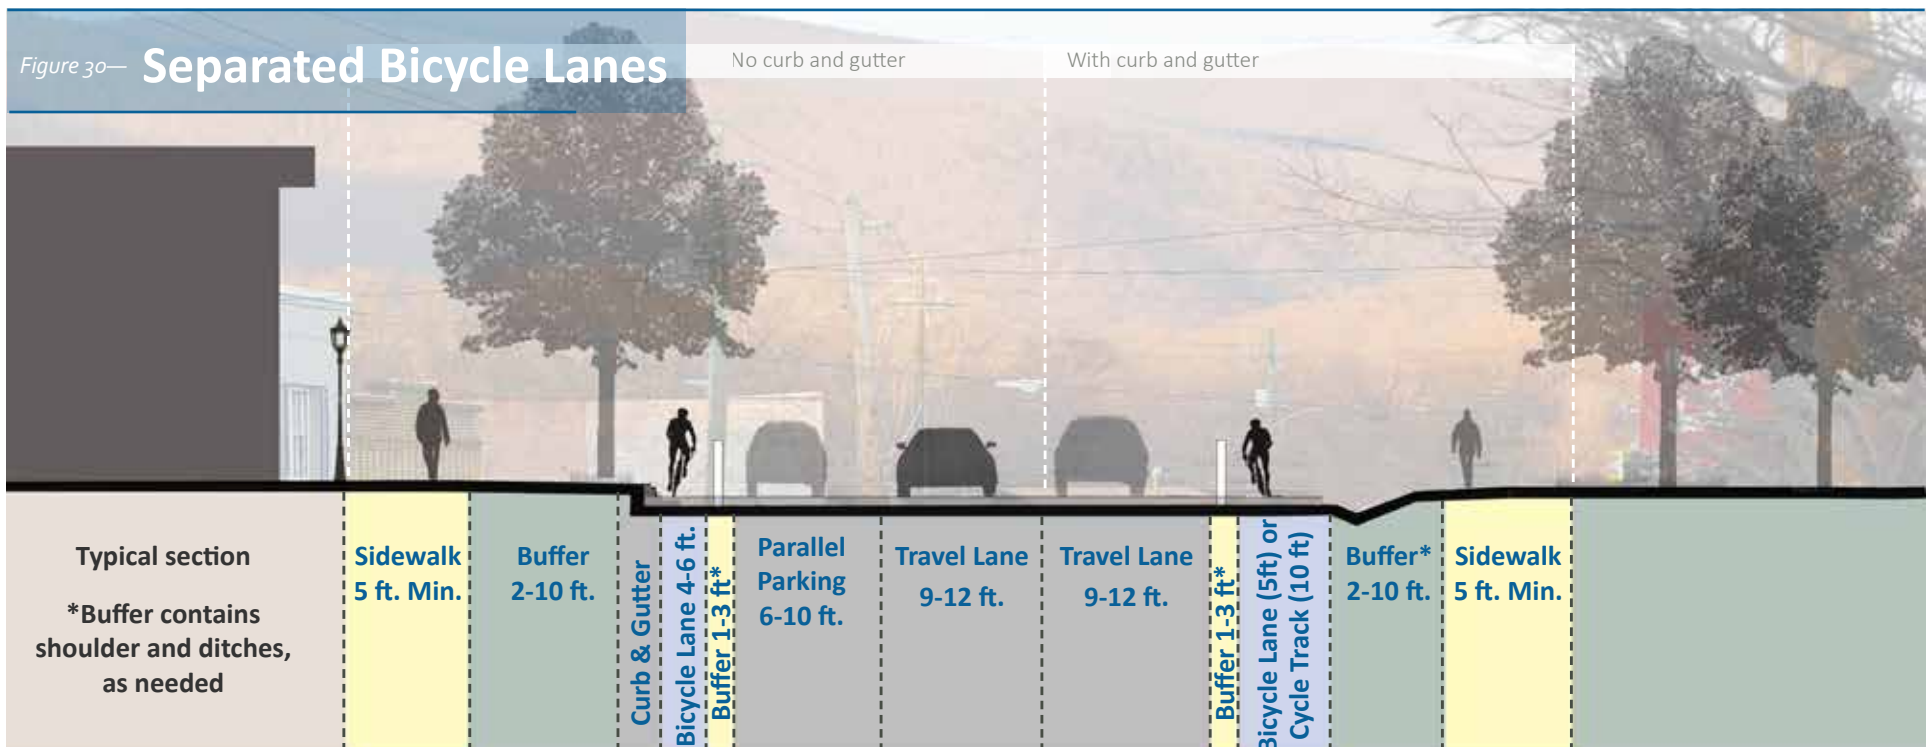 Figure 30— Separated Bicycle Lanes
No curb and gutter
With curb and gutter
Typical section
*Buffer contains
shoulder and ditches,
as needed
Sidewalk
5 ft. Min.
Buffer
2-10 ft.
Curb & Gutter
Bicycle Lane 4-6 ft.
Buffer 1-3 ft*
Parallel
Parking
6-10 ft.
Travel Lane
9-12 ft.
Travel Lane
9-12 ft.
Buffer 1-3 ft*
Bicycle Lane (5ft) or
Cycle Track (10 ft)
Buffer*
2-10 ft.
Sidewalk
5 ft. Min.